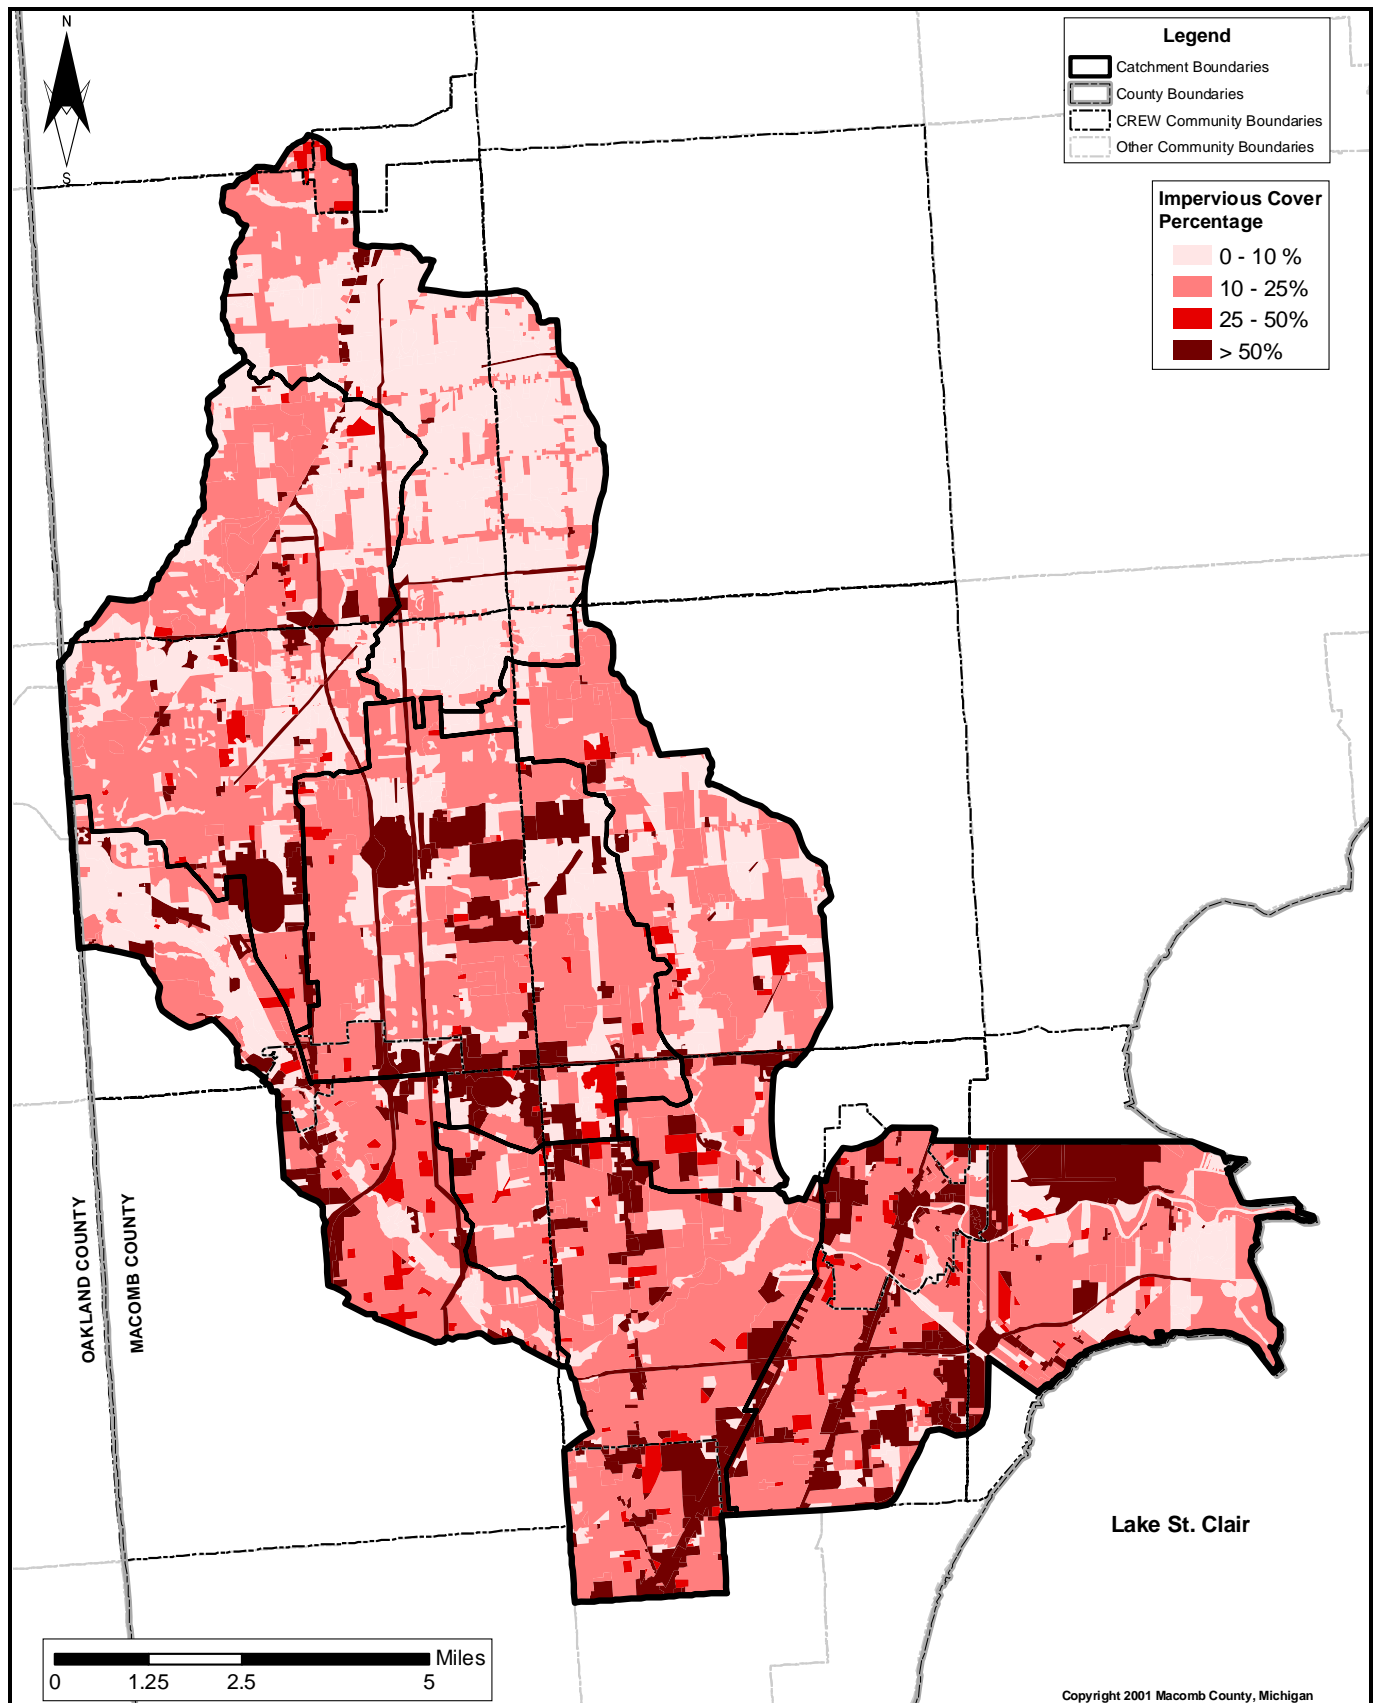 N
S
Legend
Catchment Boundaries
County Boundaries
CREW Community Boundaries
Other Community Boundaries
Impervious Cover
Percentage
0 - 10 %
10 - 25%
25 - 50%
> 50%
OAKLAND COUNTY
MACOMB COUNTY
Lake St. Clair
Miles
0 1.25 2.5 5
Copyright 2001 Macomb County, Michigan